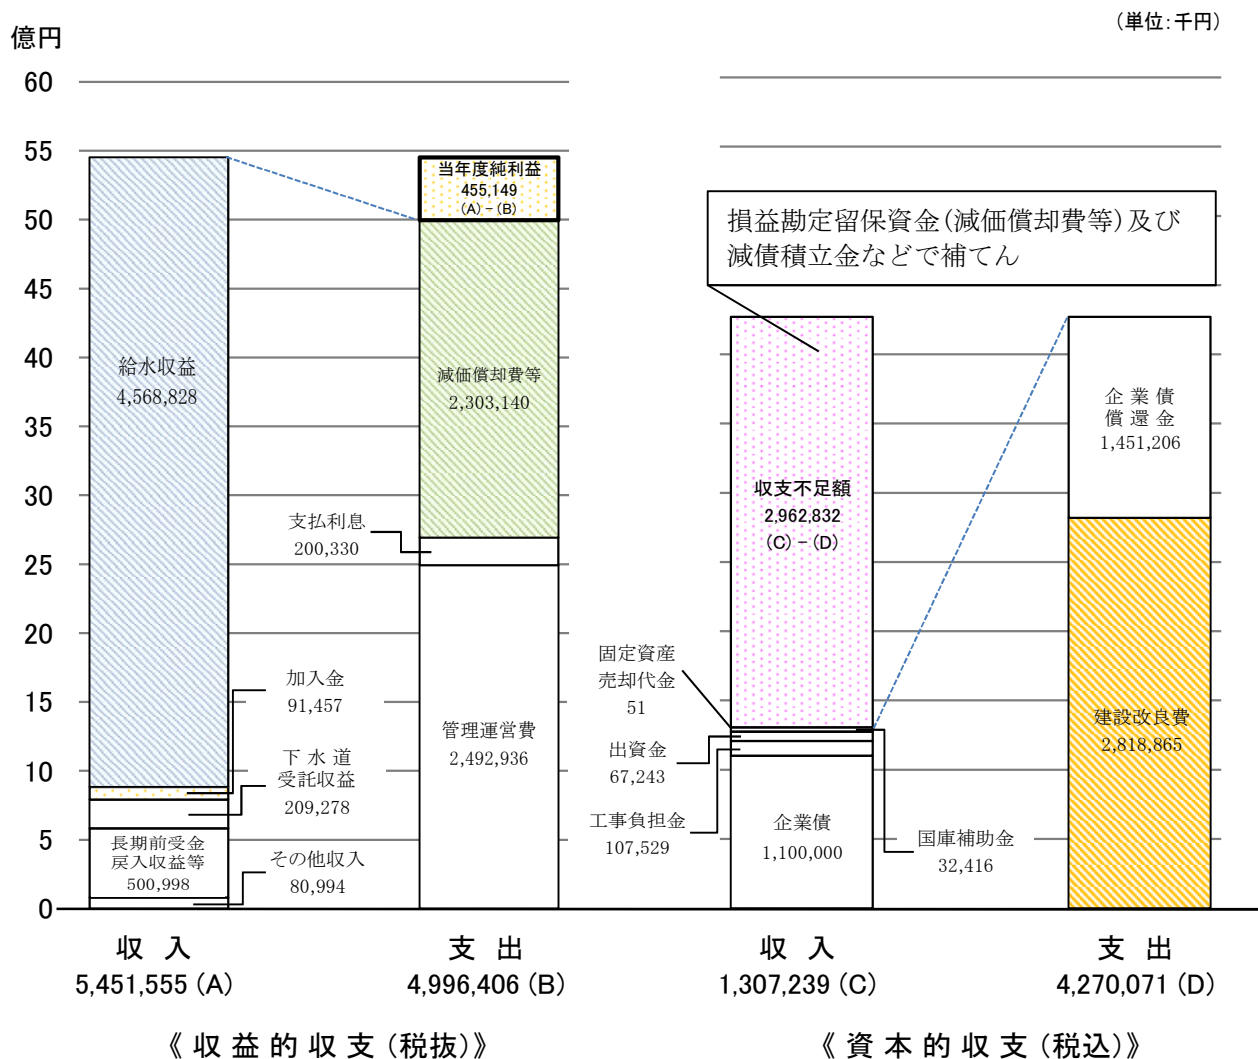 (単位:千円)
億円
60
55
50
45
40
35
30
25
20
15
10
5
0
給水収益
4,568,828
加入金
91,457
下 水 道
受託収益
209,278
長期前受金
戻入収益等
500,998
その他収入
80,994
当年度純利益
455,149
(A)-(B)
減価償却費等
2,303,140
支払利息
200,330
管理運営費
2,492,936
損益勘定留保資金(減価償却費等)及び
減債積立金などで補てん
収支不足額
2,962,832
(C)-(D)
固定資産
売却代金
51
出資金
67,243
工事負担金
107,529
企業債
1,100,000
国庫補助金
32,416
企 業 債
償 還 金
1,451,206
建設改良費
2,818,865
収 入
5,451,555 (A)
支 出
4,996,406 (B)
収 入
1,307,239 (C)
支 出
4,270,071 (D)
《 収 益 的 収 支 (税抜)》
《 資 本 的 収 支 (税込)》